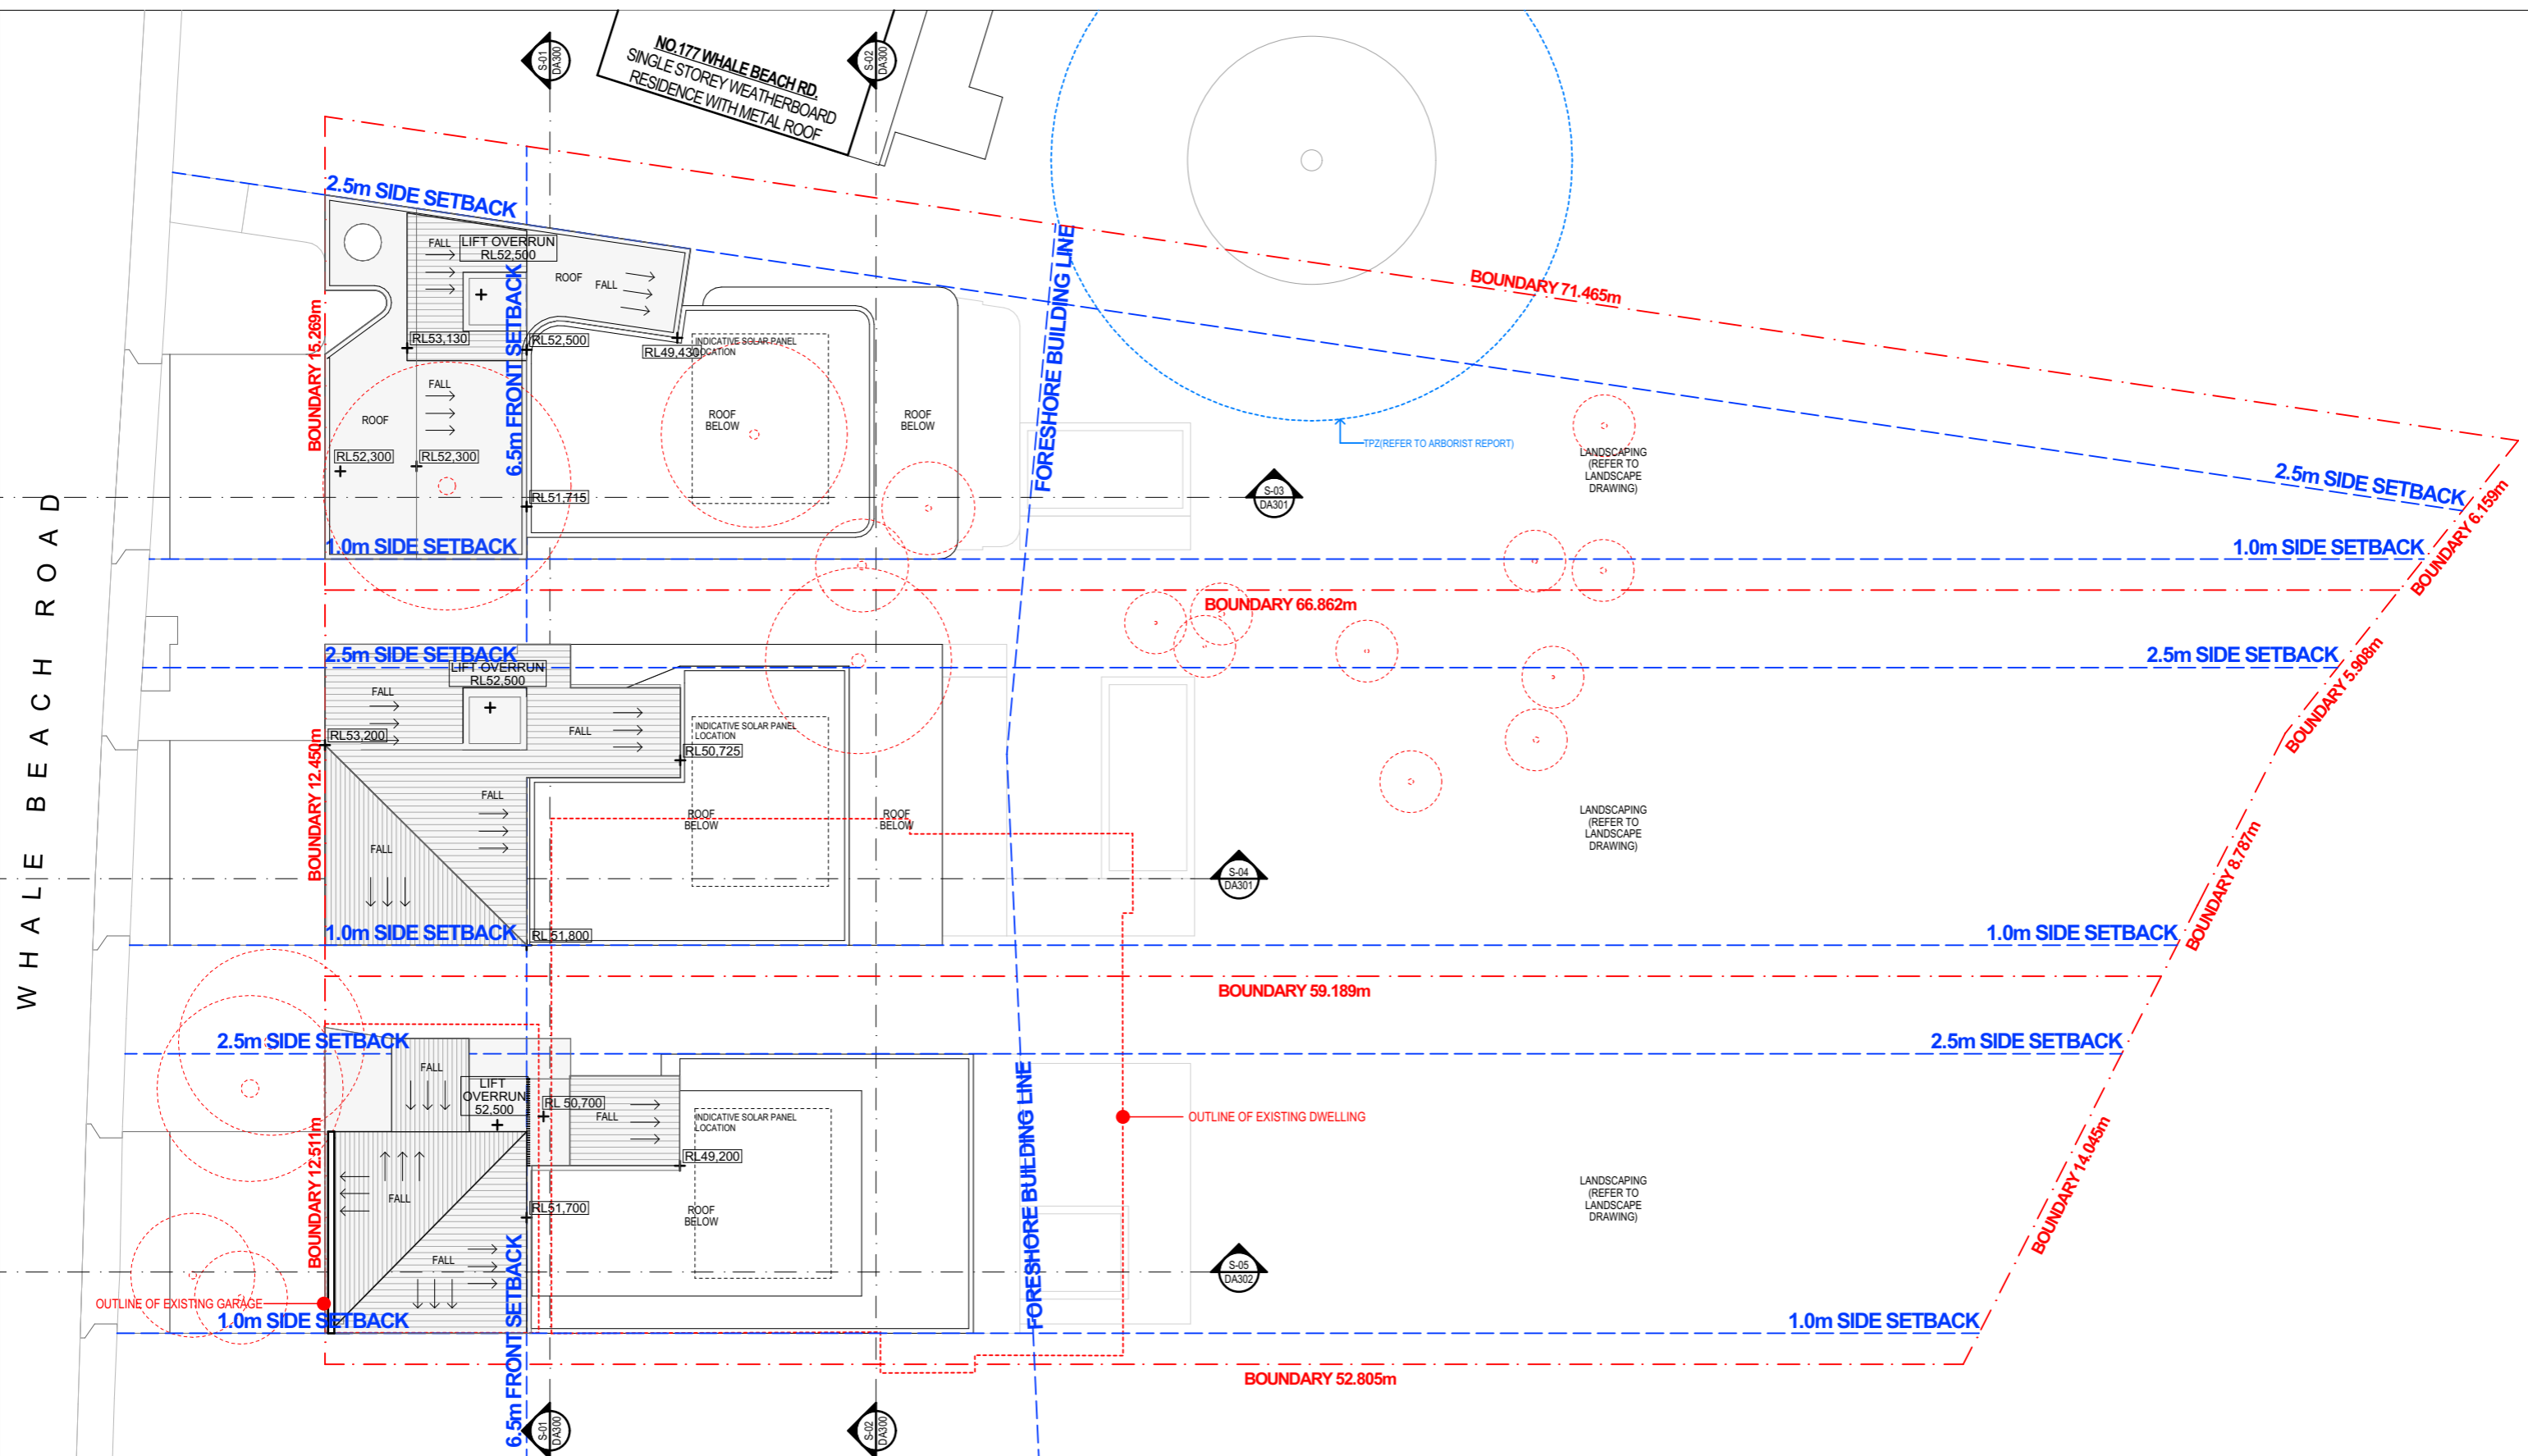 S-01
DA300
NO.177 WHALE BEACH RD.
SINGLE STOREY WEATHERBOARD
RESIDENCE WITH METAL ROOF
S-02
DA300
2.5m SIDE SETBACK
FALL
LIFT OVERRUN
RL52,500
ROOF
FALL
6.5m FRONT SETBACK
FORESHORE BUILDING LINE
BOUNDARY 71.465m
BOUNDARY 15.269m
RL53,130
RL52,500
RL49,430
INDICATIVE SOLAR PANEL
LOCATION
FALL
ROOF
ROOF
BELOW
ROOF
BELOW
TPZ(REFER TO ARBORIST REPORT)
LANDSCAPING
(REFER TO
LANDSCAPE
DRAWING)
RL52,300
RL52,300
RL51,715
S-03
DA301
2.5m SIDE SETBACK
BOUNDARY 6.159m
1.0m SIDE SETBACK
1.0m SIDE SETBACK
BOUNDARY 66.862m
WHALE BEACH ROAD
2.5m SIDE SETBACK
LIFT OVERRUN
RL52,500
2.5m SIDE SETBACK
BOUNDARY 5.908m
FALL
FALL
RL53,200
BOUNDARY 12.450m
INDICATIVE SOLAR PANEL
LOCATION
RL50,725
FALL
FALL
ROOF
BELOW
ROOF
BELOW
LANDSCAPING
(REFER TO
LANDSCAPE
DRAWING)
S-04
DA301
BOUNDARY 8.787m
1.0m SIDE SETBACK
RL 51,800
1.0m SIDE SETBACK
BOUNDARY 59.189m
2.5m SIDE SETBACK
2.5m SIDE SETBACK
FALL
LIFT
OVERRUN
52,500
RL 50,700
FALL
INDICATIVE SOLAR PANEL
LOCATION
FORESHORE BUILDING LINE
OUTLINE OF EXISTING DWELLING
BOUNDARY 12.511m
RL49,200
FALL
RL51,700
ROOF
BELOW
LANDSCAPING
(REFER TO
LANDSCAPE
DRAWING)
BOUNDARY 14.045m
FALL
6.5m FRONT SETBACK
S-05
DA302
OUTLINE OF EXISTING GARAGE
1.0m SIDE SETBACK
1.0m SIDE SETBACK
BOUNDARY 52.805m
S-01
DA300
S-02
DA300